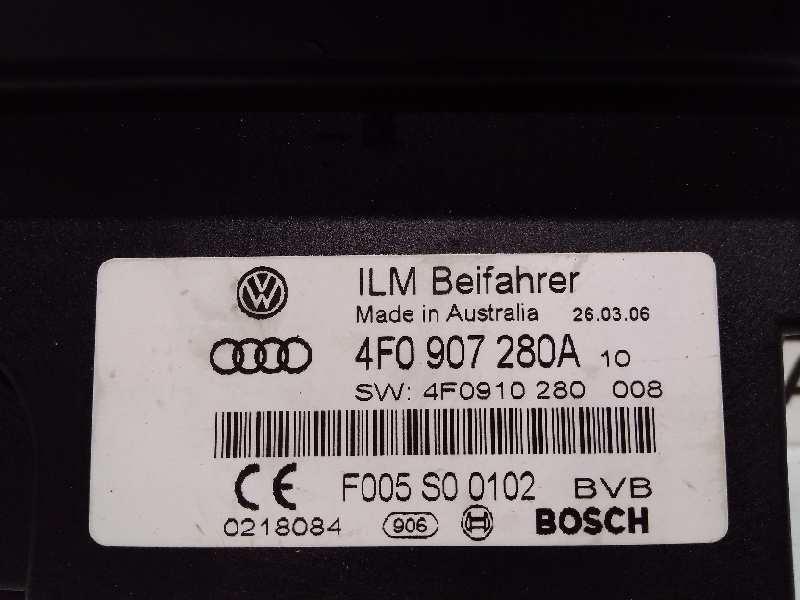 ILM Beifahrer
Made in Australia 26.03.06
4F0 907 280A 10
SW: 4F0910 280 008
CE F005 S0 0102 BVB
0218084 906 BOSCH